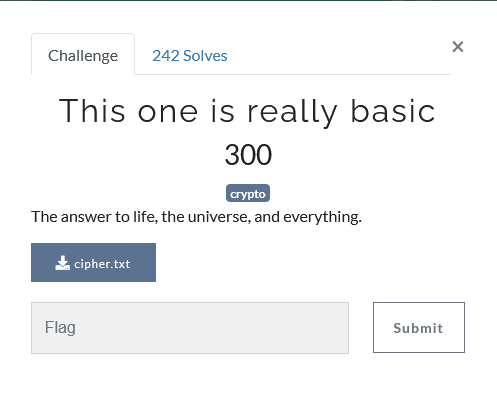 Challenge
242 Solves
×
This one is really basic
300
crypto
The answer to life, the universe, and everything.
cipher.txt
Flag
Submit